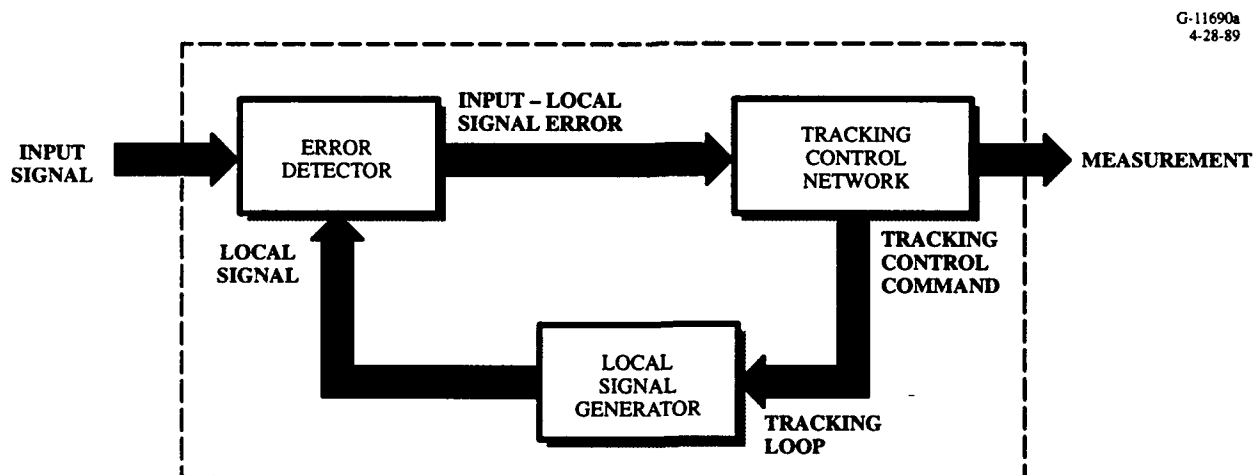 G-11690a
4-28-89
INPUT
SIGNAL
ERROR
DETECTOR
INPUT – LOCAL
SIGNAL ERROR
TRACKING
CONTROL
NETWORK
MEASUREMENT
LOCAL
SIGNAL
TRACKING
CONTROL
COMMAND
LOCAL
SIGNAL
GENERATOR
TRACKING
LOOP